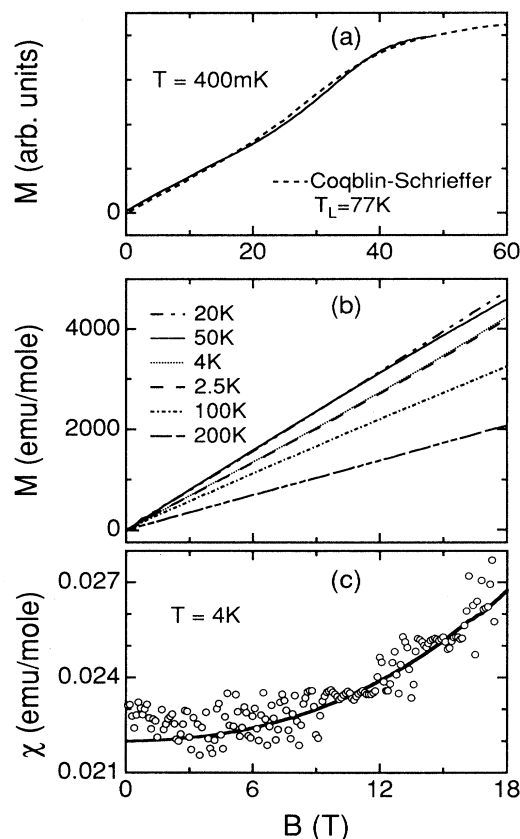 (a)
T = 400mK
M (arb. units)
0
Coqblin-Schrieffer
T_L=77K
0 20 40 60
(b)
20K
50K
4K
2.5K
100K
200K
M (emu/mole)
4000
2000
0
(c)
T = 4K
χ (emu/mole)
0.027
0.024
0.021
0 6 12 18
B (T)